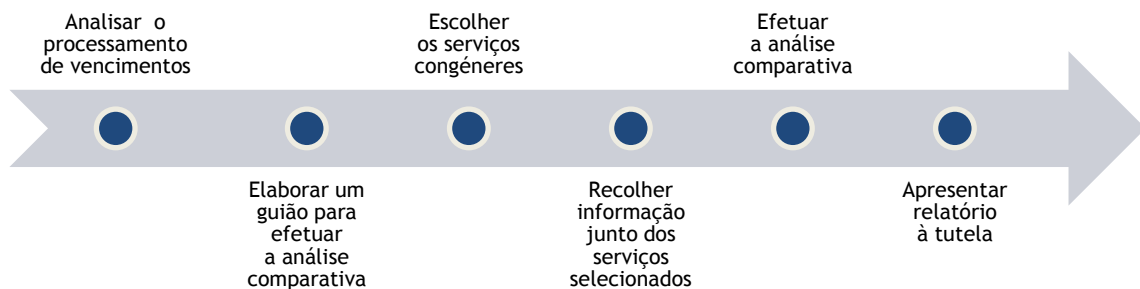 Analisar o
processamento
de vencimentos
Elaborar um
guião para
efetuar
a análise
comparativa
Escolher
os serviços
congéneres
Recolher
informação
junto dos
serviços
selecionados
Efetuar
a análise
comparativa
Apresentar
relatório
à tutela